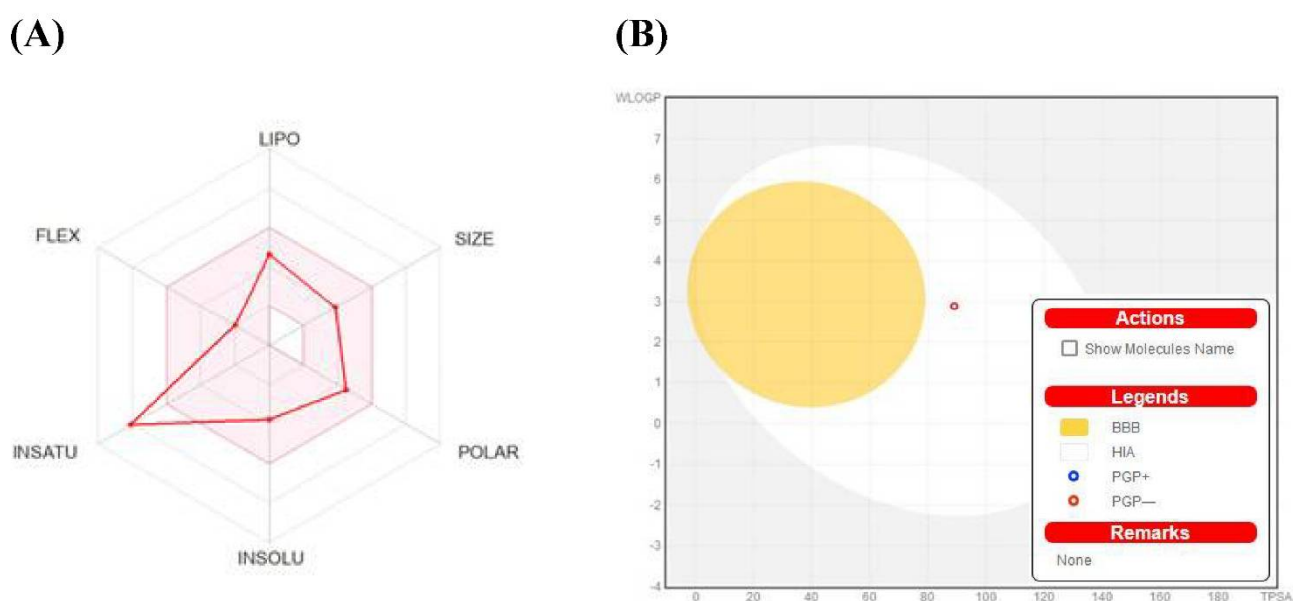 (A)
LIPO
FLEX
SIZE
INSATU
POLAR
INSOLU
(B)
WLOGP
7
6
5
4
3
2
1
0
-1
-2
-3
-4
0 20 40 60 80 100 120 140 160 180 TPSA
Actions
Show Molecules Name
Legends
BBB
HIA
PGP+
PGP—
Remarks
None